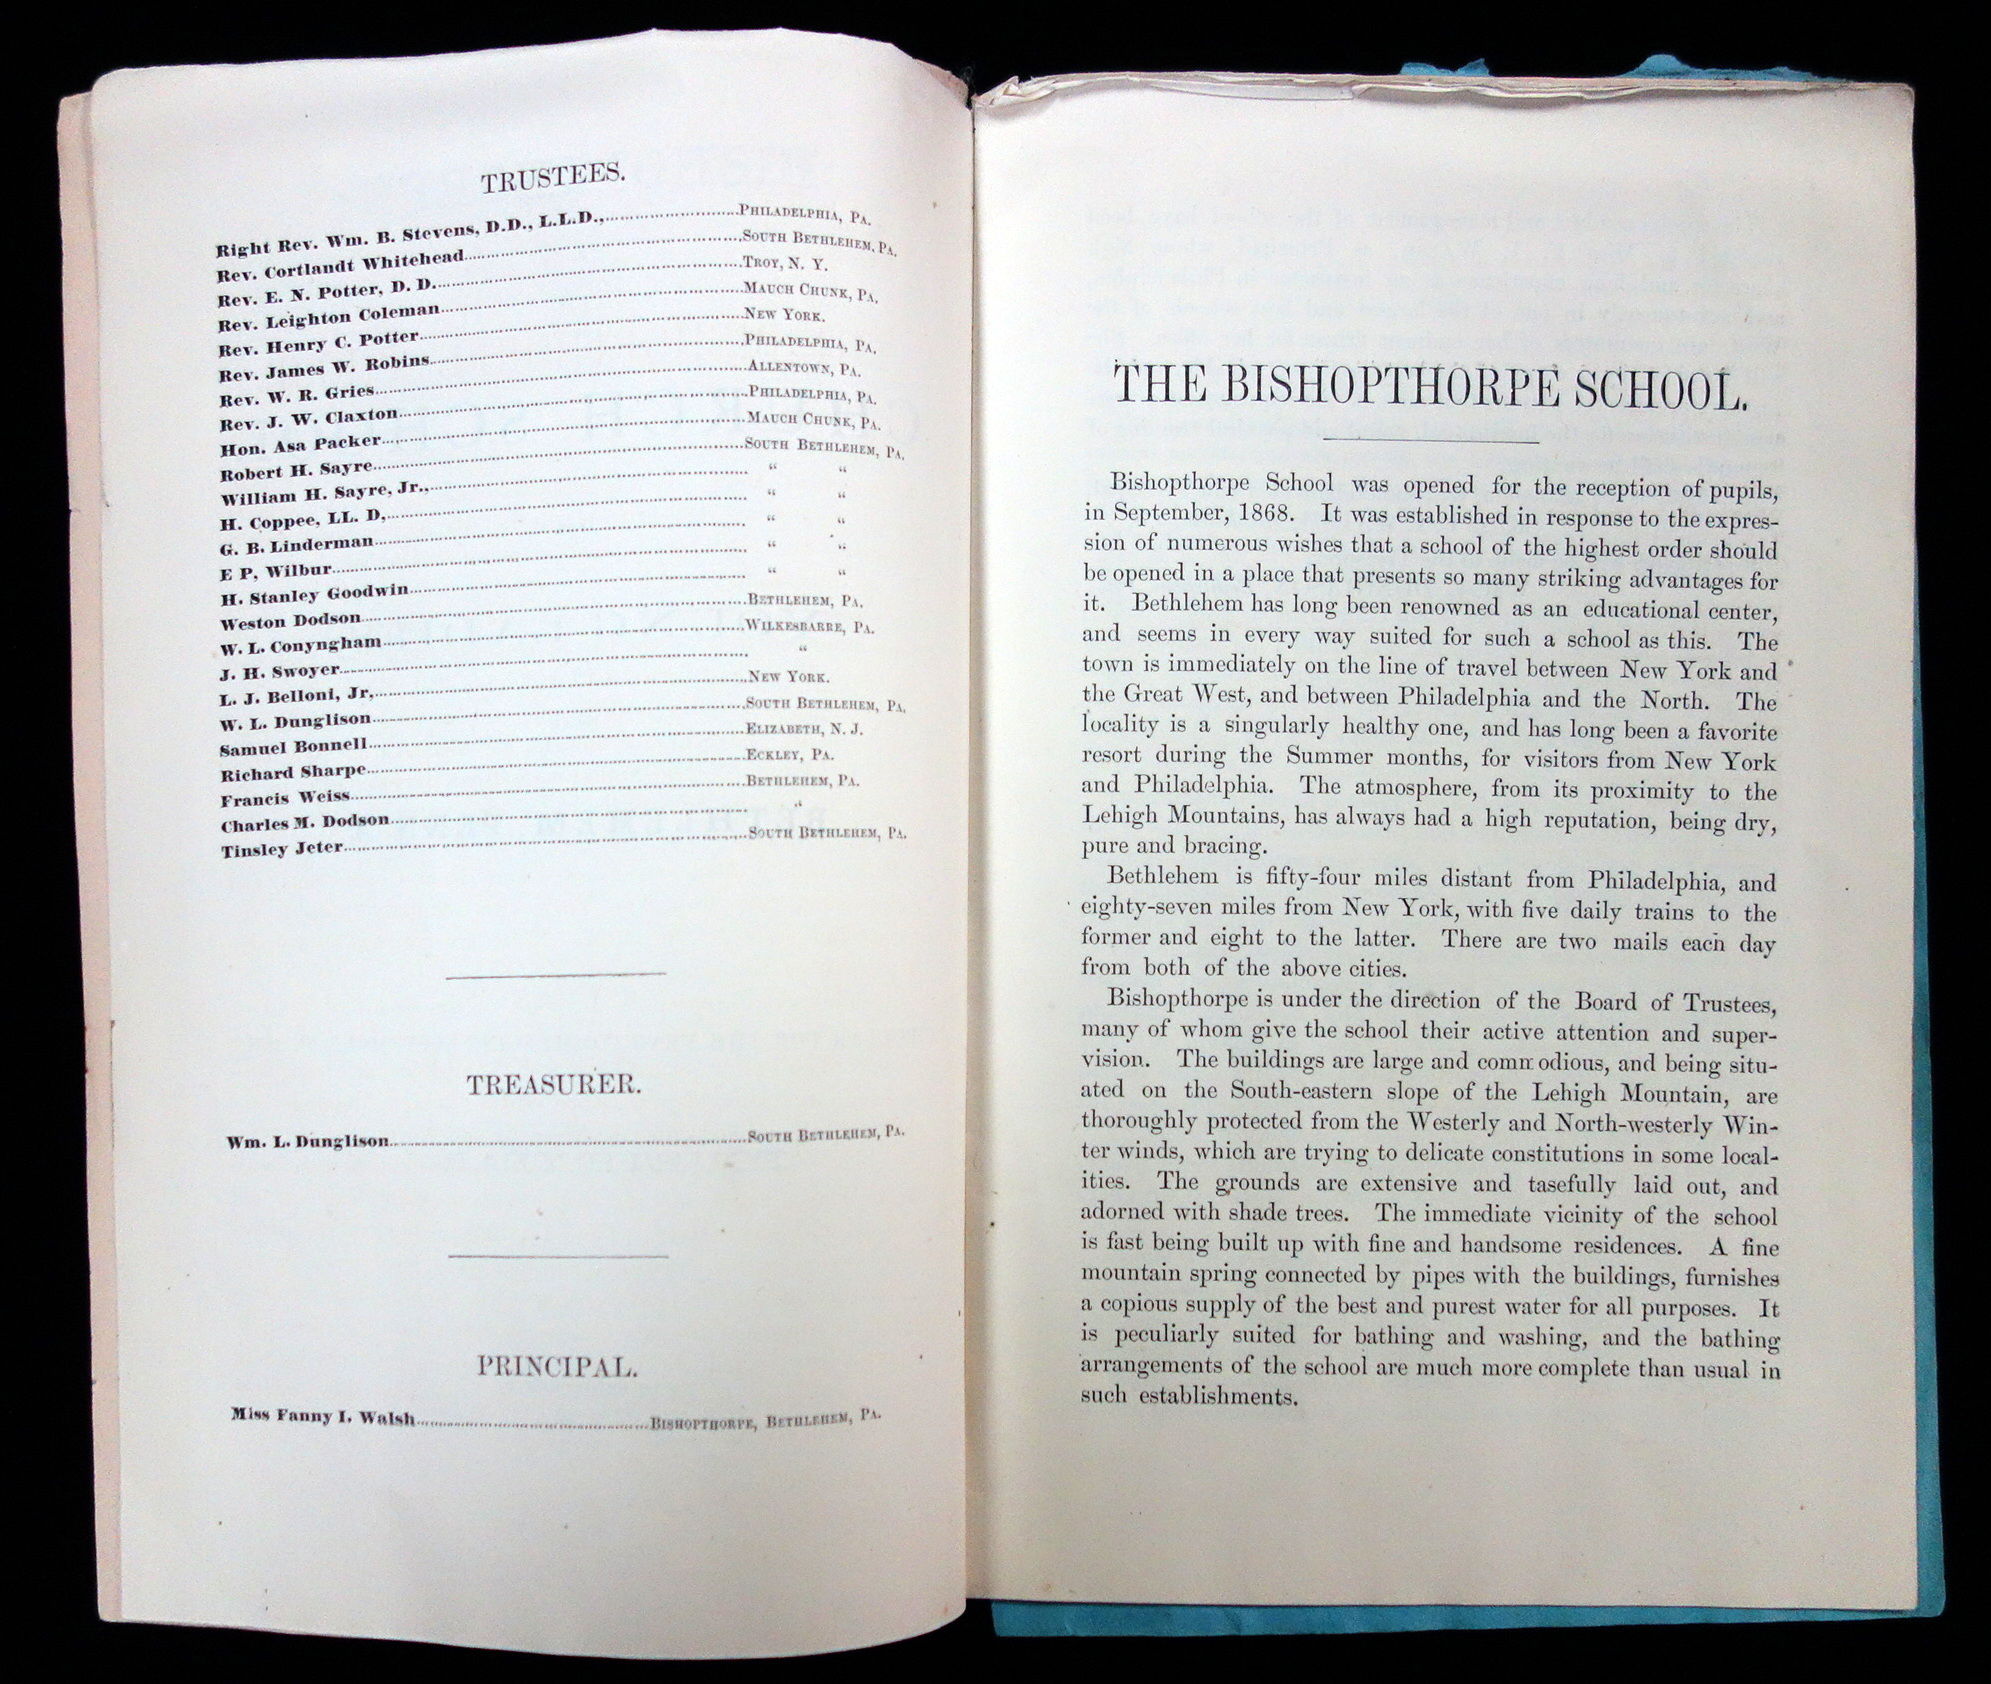 TRUSTEES.
Right Rev. Wm. B. Stevens, D.D., L.L.D.,........................PHILADELPHIA, PA.
Rev. Cortlandt Whitehead........................SOUTH BETHLEHEM, PA.
Rev. E. N. Potter, D. D.........................TROY, N. Y.
Rev. Leighton Coleman........................MAUCH CHUNK, PA.
Rev. Henry C. Potter........................NEW YORK.
Rev. James W. Robins........................PHILADELPHIA, PA.
Rev. W. R. Gries........................ALLENTOWN, PA.
Rev. J. W. Claxton........................PHILADELPHIA, PA.
Hon. Asa Packer........................MAUCH CHUNK, PA.
Robert H. Sayre........................SOUTH BETHLEHEM, PA.
William H. Sayre, Jr.,........................ “ “
H. Coppee, LL. D,........................ “ “
G. B. Linderman........................ “ “
E P, Wilbur........................ “ “
H. Stanley Goodwin........................ “ “
Weston Dodson........................BETHLEHEM, PA.
W. L. Conyngham........................WILKESBARRE, PA.
J. H. Swoyer........................ “
L. J. Belloni, Jr,........................NEW YORK.
W. L. Dunglison........................SOUTH BETHLEHEM, PA.
Samuel Bonnell........................ELIZABETH, N. J.
Richard Sharpe........................ECKLEY, PA.
Francis Weiss........................BETHLEHEM, PA.
Charles M. Dodson........................ “
Tinsley Jeter........................SOUTH BETHLEHEM, PA.
TREASURER.
Wm. L. Dunglison........................SOUTH BETHLEHEM, PA.
PRINCIPAL.
Miss Fanny I. Walsh........................BISHOPTHORPE, BETHLEHEM, PA.
THE BISHOPTHORPE SCHOOL.
Bishopthorpe School was opened for the reception of pupils,
in September, 1868. It was established in response to the expres-
sion of numerous wishes that a school of the highest order should
be opened in a place that presents so many striking advantages for
it. Bethlehem has long been renowned as an educational center,
and seems in every way suited for such a school as this. The
town is immediately on the line of travel between New York and
the Great West, and between Philadelphia and the North. The
locality is a singularly healthy one, and has long been a favorite
resort during the Summer months, for visitors from New York
and Philadelphia. The atmosphere, from its proximity to the
Lehigh Mountains, has always had a high reputation, being dry,
pure and bracing.
Bethlehem is fifty-four miles distant from Philadelphia, and
eighty-seven miles from New York, with five daily trains to the
former and eight to the latter. There are two mails each day
from both of the above cities.
Bishopthorpe is under the direction of the Board of Trustees,
many of whom give the school their active attention and super-
vision. The buildings are large and commodious, and being situ-
ated on the South-eastern slope of the Lehigh Mountain, are
thoroughly protected from the Westerly and North-westerly Win-
ter winds, which are trying to delicate constitutions in some local-
ities. The grounds are extensive and tasefully laid out, and
adorned with shade trees. The immediate vicinity of the school
is fast being built up with fine and handsome residences. A fine
mountain spring connected by pipes with the buildings, furnishes
a copious supply of the best and purest water for all purposes. It
is peculiarly suited for bathing and washing, and the bathing
arrangements of the school are much more complete than usual in
such establishments.